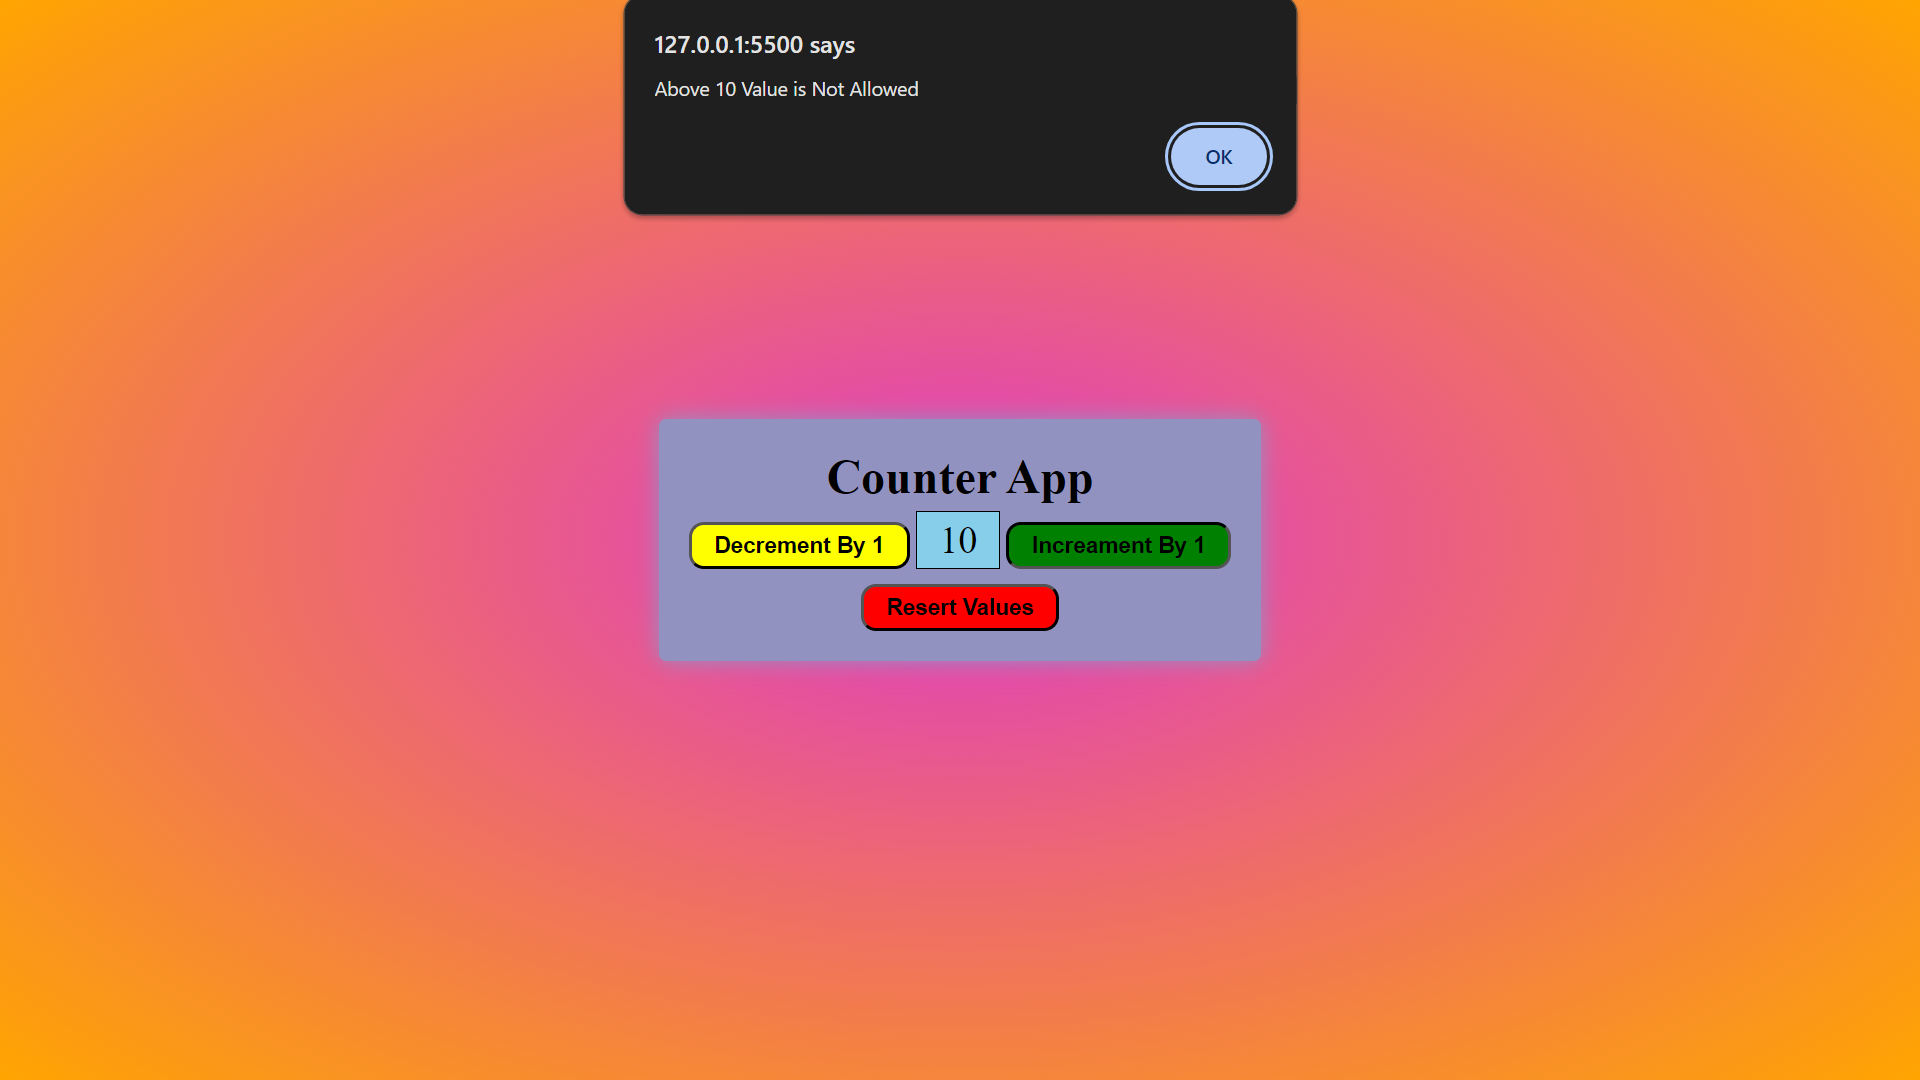 127.0.0.1:5500 says
Above 10 Value is Not Allowed
OK
Counter App
Decrement By 1 10 Increament By 1
Resert Values